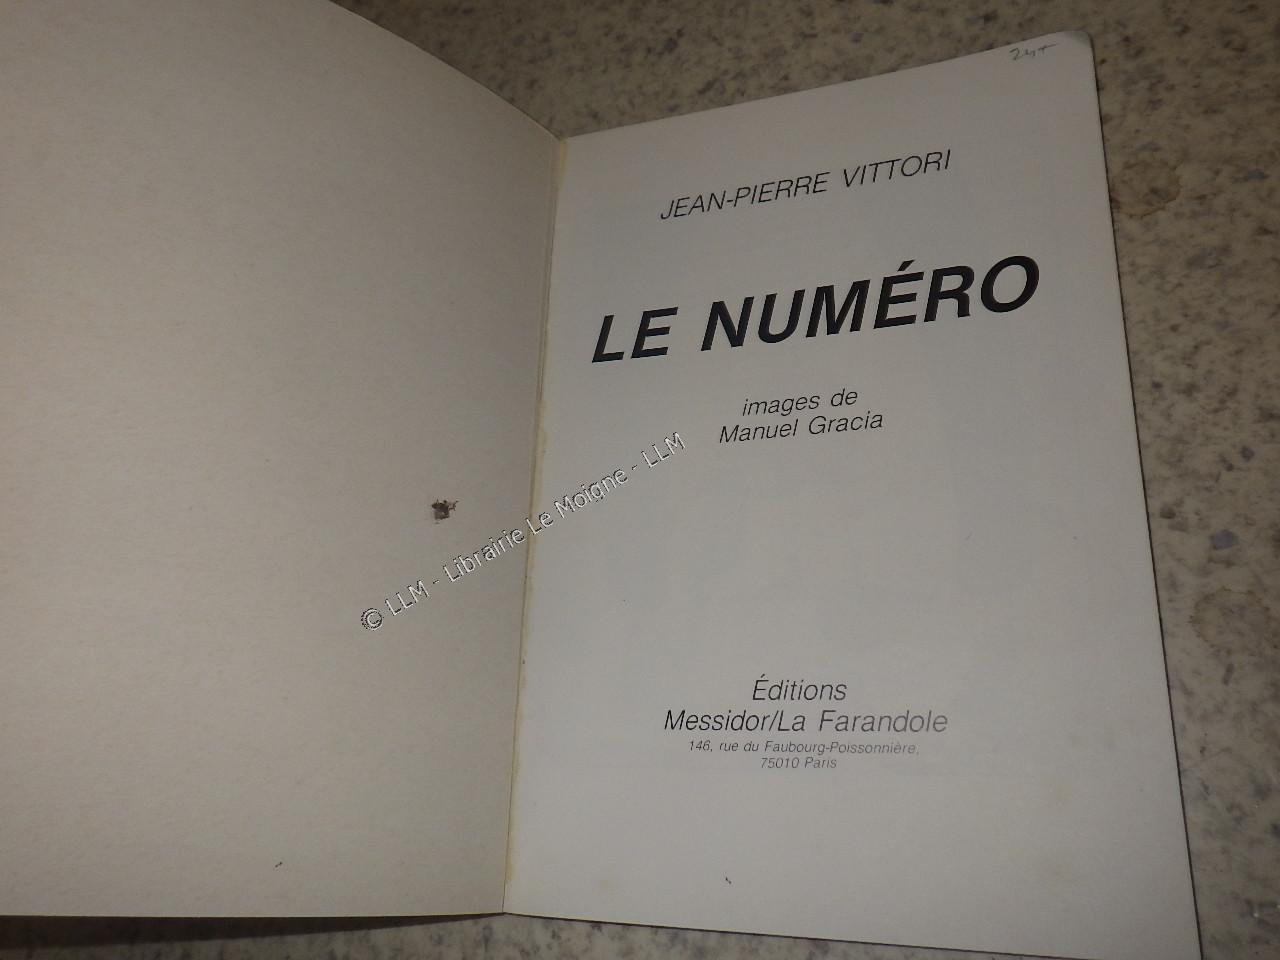 JEAN-PIERRE VITTORI
LE NUMÉRO
images de
Manuel Gracia
© LLM - Librairie Le Moigne - LLM
Éditions
Messidor/La Farandole
146, rue du Faubourg-Poissonnière,
75010 Paris